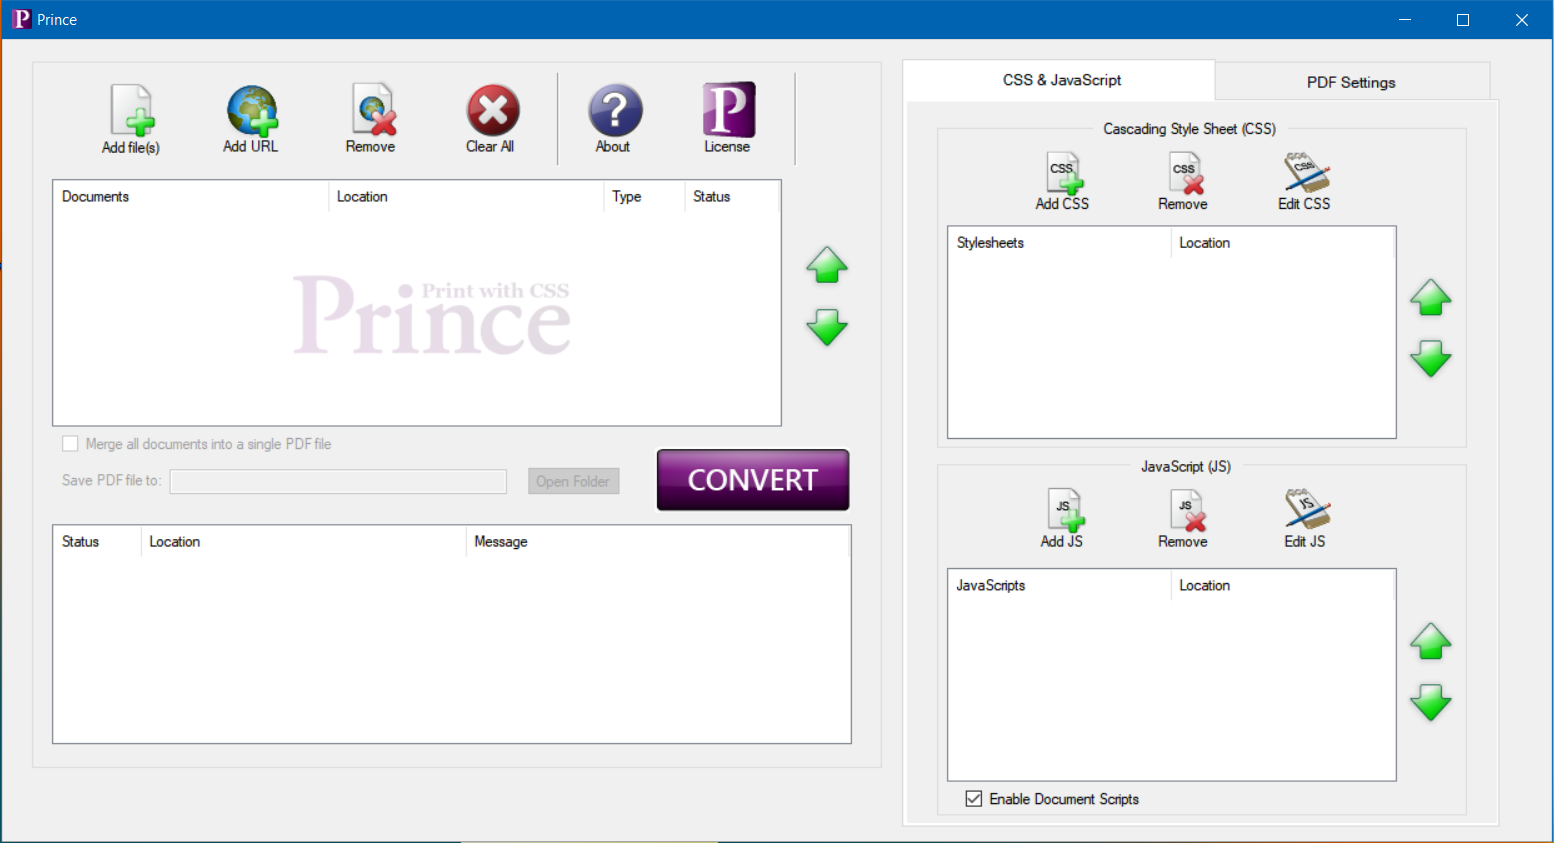 Prince
Add file(s)
Add URL
Remove
Clear All
About
License
Documents Location Type Status
Print with CSS
Prince
Merge all documents into a single PDF file
Save PDF file to: Open Folder
CONVERT
Status Location Message
CSS & JavaScript
PDF Settings
Cascading Style Sheet (CSS)
CSS CSS CSS
Add CSS Remove Edit CSS
Stylesheets Location
JavaScript (JS)
JS JS JS
Add JS Remove Edit JS
JavaScripts Location
Enable Document Scripts